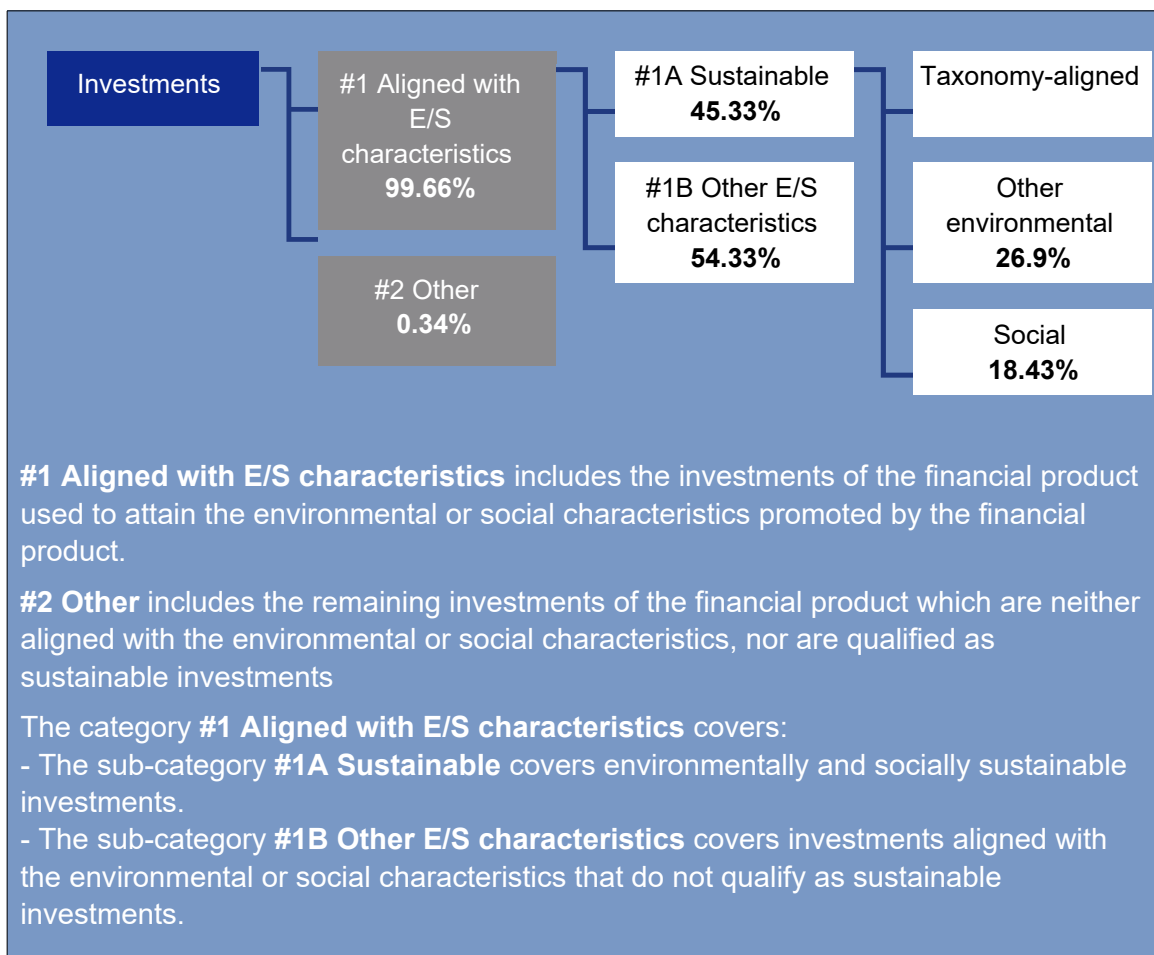 Investments
#1 Aligned with
E/S
characteristics
99.66%
#2 Other
0.34%
#1A Sustainable
45.33%
#1B Other E/S
characteristics
54.33%
Taxonomy-aligned
Other
environmental
26.9%
Social
18.43%
#1 Aligned with E/S characteristics includes the investments of the financial product
used to attain the environmental or social characteristics promoted by the financial
product.
#2 Other includes the remaining investments of the financial product which are neither
aligned with the environmental or social characteristics, nor are qualified as
sustainable investments
The category #1 Aligned with E/S characteristics covers:
- The sub-category #1A Sustainable covers environmentally and socially sustainable
investments.
- The sub-category #1B Other E/S characteristics covers investments aligned with
the environmental or social characteristics that do not qualify as sustainable
investments.